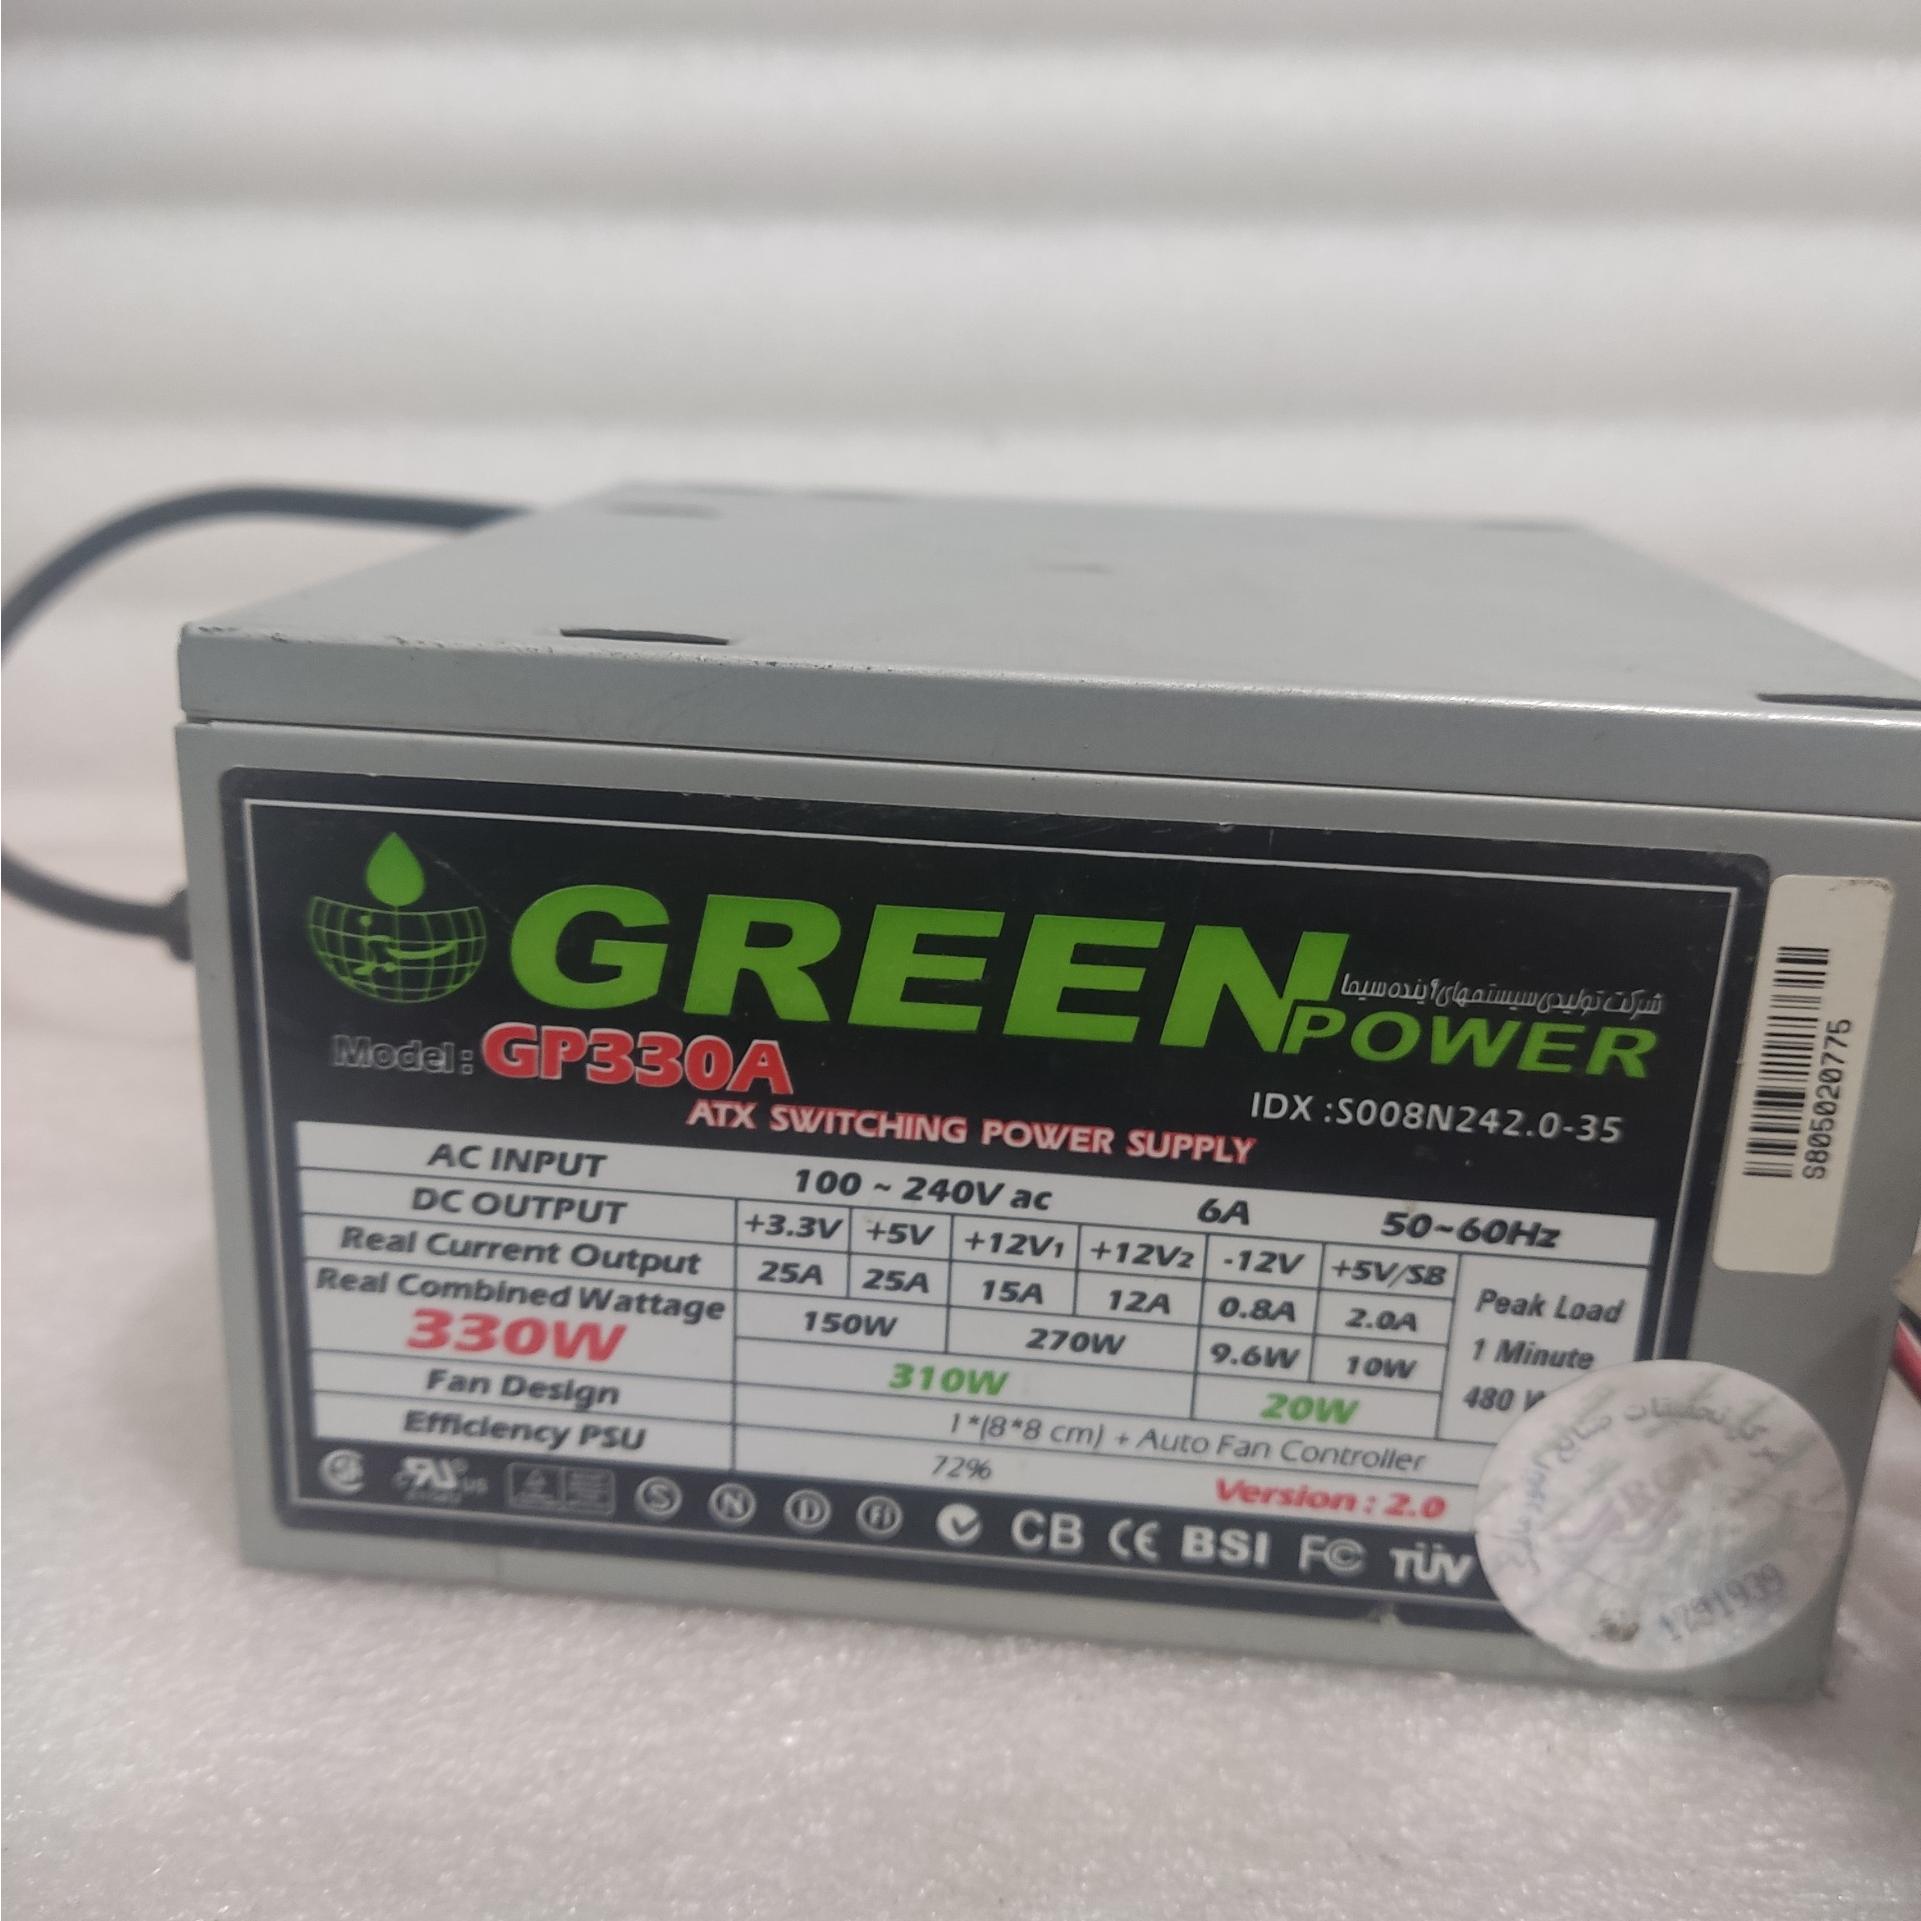 GREEN
شرکت تولیدی سیستمهای آینده سیما
POWER
Model: GP330A
IDX :S008N242.0-35
ATX SWITCHING POWER SUPPLY
AC INPUT 100 ~ 240V ac 6A 50~60Hz
DC OUTPUT +3.3V +5V +12V1 +12V2 -12V +5V/SB
Real Current Output 25A 25A 15A 12A 0.8A 2.0A
Peak Load
1 Minute
480
Real Combined Wattage 150W 270W 9.6W 10W
330W 310W 20W
Fan Design 1*(8*8 cm) + Auto Fan Controller
Efficiency PSU 72%
Version : 2.0
S N D FI CB CE BSI FC TÜV
S805020775
1291939